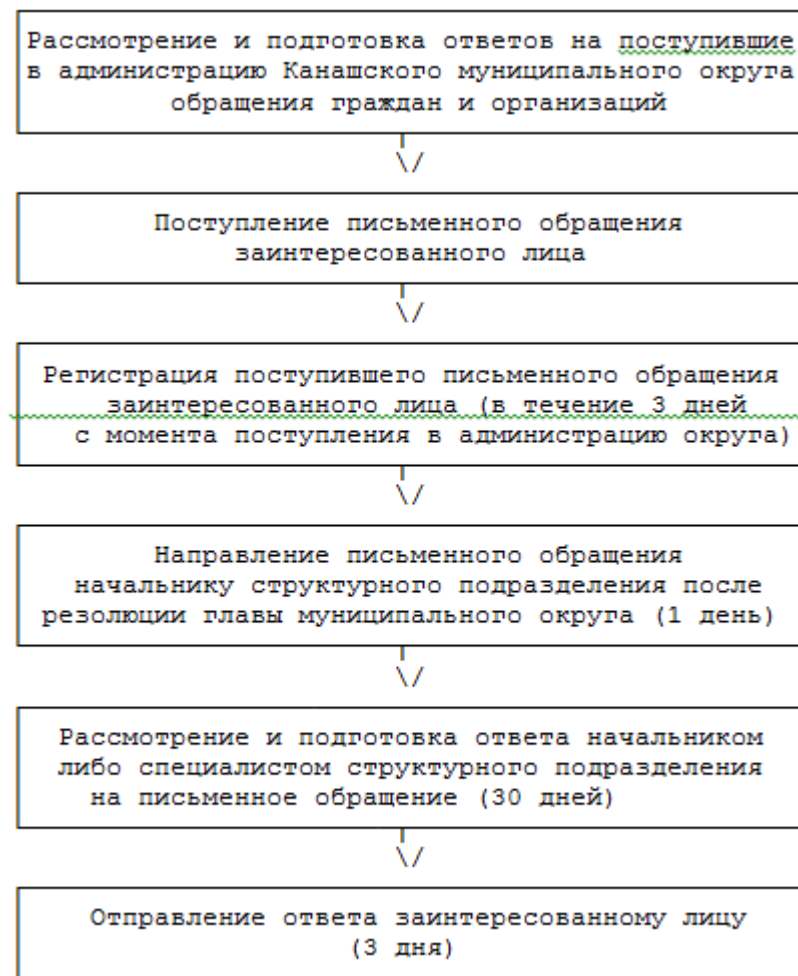 Рассмотрение и подготовка ответов на поступившие
в администрацию Канашского муниципального округа
обращения граждан и организаций
\/
Поступление письменного обращения
заинтересованного лица
\/
Регистрация поступившего письменного обращения
заинтересованного лица (в течение 3 дней
с момента поступления в администрацию округа)
\/
Направление письменного обращения
начальнику структурного подразделения после
резолюции главы муниципального округа (1 день)
\/
Рассмотрение и подготовка ответа начальником
либо специалистом структурного подразделения
на письменное обращение (30 дней)
\/
Отправление ответа заинтересованному лицу
(3 дня)